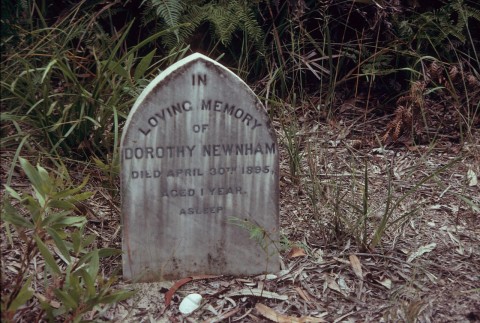 IN
LOVING MEMORY
OF
DOROTHY NEWNHAM
DIED APRIL 30TH 1895,
AGED 1 YEAR.
ASLEEP